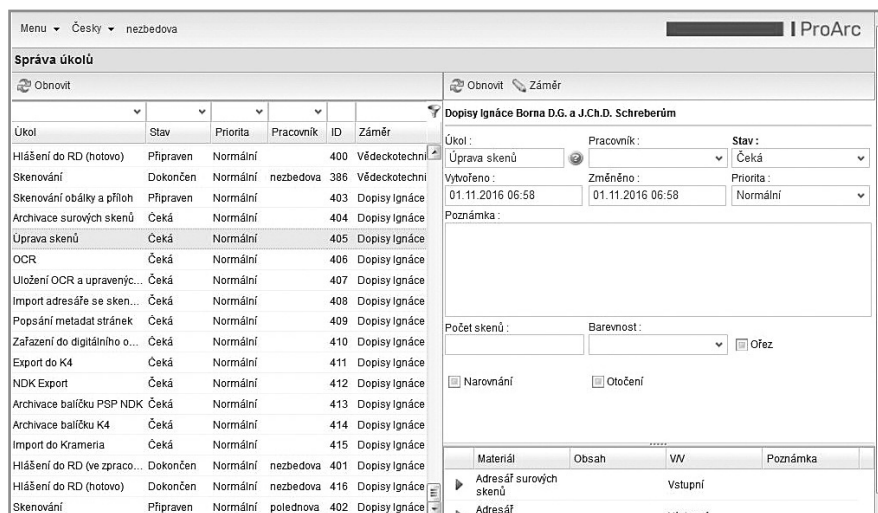 Menu Česky nezbedova ProArc
Správa úkolů
Obnovit
Úkol Stav Priorita Pracovník ID Záměr
Hlášení do RD (hotovo) Připraven Normální 400 Vědeckotechni
Skenování Dokončen Normální nezbedova 386 Vědeckotechni
Skenování obálky a příloh Připraven Normální 403 Dopisy Ignáce
Archivace surových skenů Čeká Normální 404 Dopisy Ignáce
Úprava skenů Čeká Normální 405 Dopisy Ignáce
OCR Čeká Normální 406 Dopisy Ignáce
Uložení OCR a upravenýc... Čeká Normální 407 Dopisy Ignáce
Import adresáře se sken... Čeká Normální 408 Dopisy Ignáce
Popsání metadat stránek Čeká Normální 409 Dopisy Ignáce
Zařazení do digitálního o... Čeká Normální 410 Dopisy Ignáce
Export do K4 Čeká Normální 411 Dopisy Ignáce
NDK Export Čeká Normální 412 Dopisy Ignáce
Archivace balíčku PSP NDK Čeká Normální 413 Dopisy Ignáce
Archivace balíčku K4 Čeká Normální 414 Dopisy Ignáce
Import do Krameria Čeká Normální 415 Dopisy Ignáce
Hlášení do RD (ve zpraco... Dokončen Normální nezbedova 401 Dopisy Ignáce
Hlášení do RD (hotovo) Dokončen Normální nezbedova 416 Dopisy Ignáce
Skenování Připraven Normální polednova 402 Dopisy Ignáce
Obnovit Záměr
Dopisy Ignáce Borna D.G. a J.Ch.D. Schreberům
Úkol : Pracovník : Stav :
Úprava skenů Čeká
Vytvořeno : Změněno : Priorita :
01.11.2016 06:58 01.11.2016 06:58 Normální
Poznámka :
Počet skenů : Barevnost :
Ořez
Narovnání Otočení
Materiál Obsah V/V Poznámka
Adresář surových
skenů Vstupní
Adresář